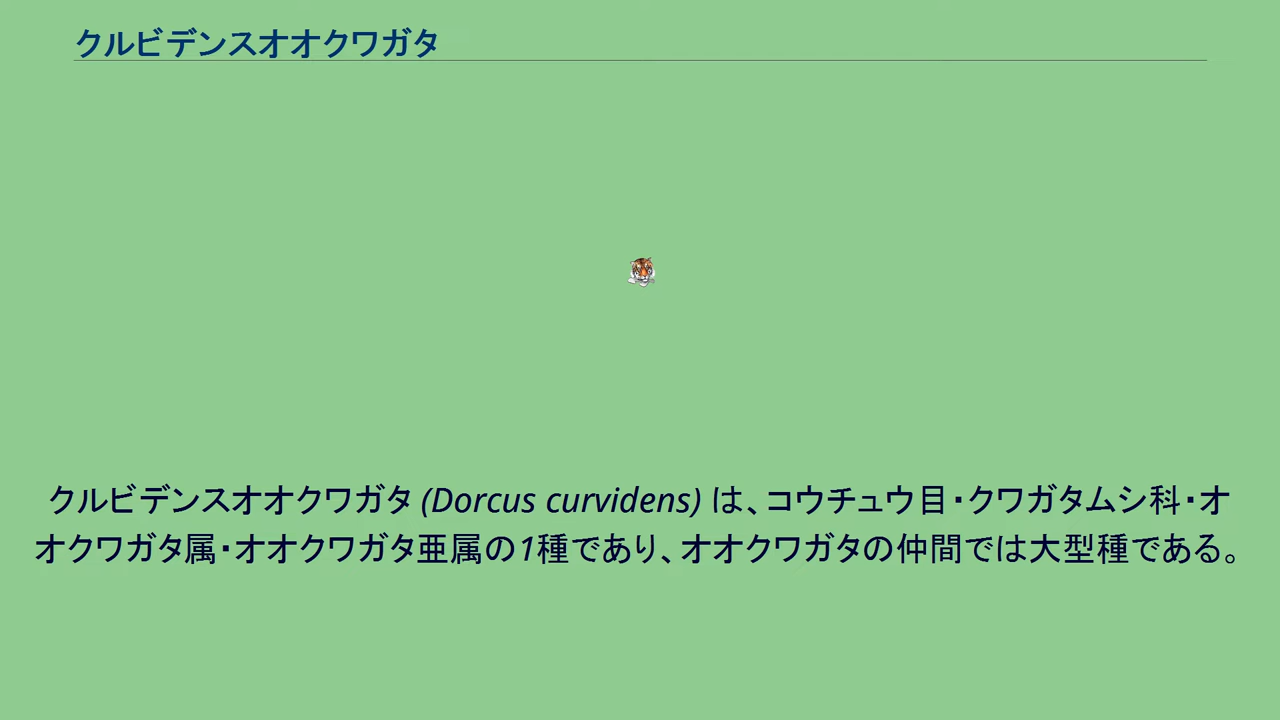 クルビデンスオオクワガタ
クルビデンスオオクワガタ (Dorcus curvidens) は、コウチュウ目・クワガタムシ科・オ
オクワガタ属・オオクワガタ亜属の1種であり、オオクワガタの仲間では大型種である。